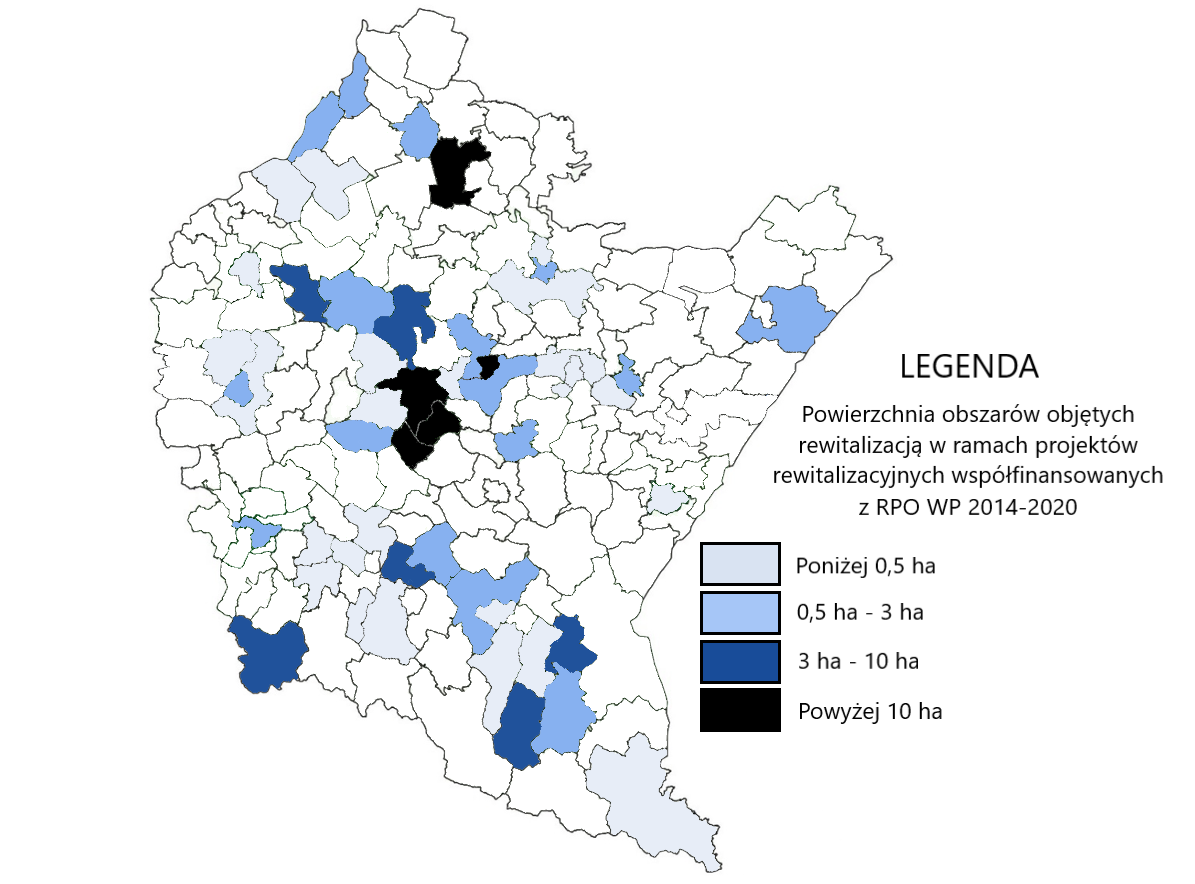 LEGENDA
Powierzchnia obszarów objętych
rewitalizacją w ramach projektów
rewitalizacyjnych współfinansowanych
z RPO WP 2014-2020
Poniżej 0,5 ha
0,5 ha - 3 ha
3 ha - 10 ha
Powyżej 10 ha